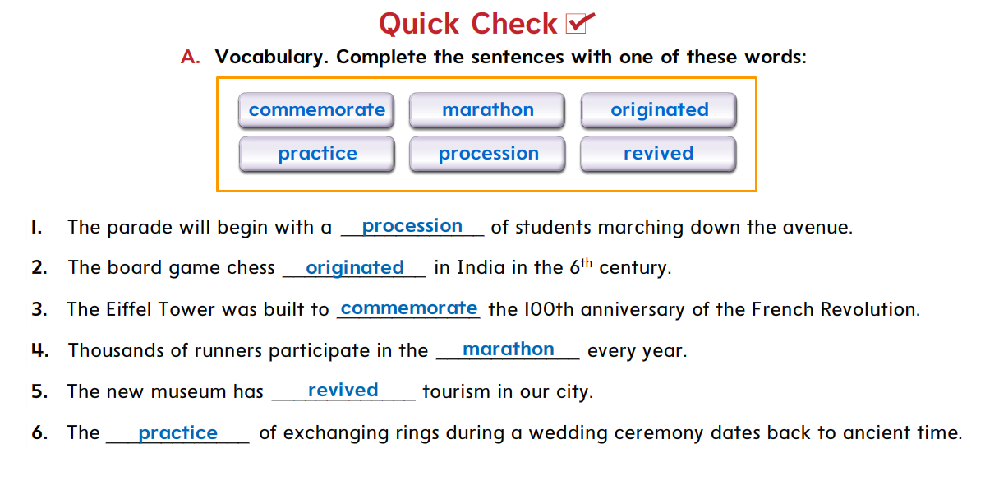 Quick Check
A. Vocabulary. Complete the sentences with one of these words:
commemorate marathon originated
practice procession revived
1. The parade will begin with a procession of students marching down the avenue.
2. The board game chess originated in India in the 6th century.
3. The Eiffel Tower was built to commemorate the 100th anniversary of the French Revolution.
4. Thousands of runners participate in the marathon every year.
5. The new museum has revived tourism in our city.
6. The practice of exchanging rings during a wedding ceremony dates back to ancient time.